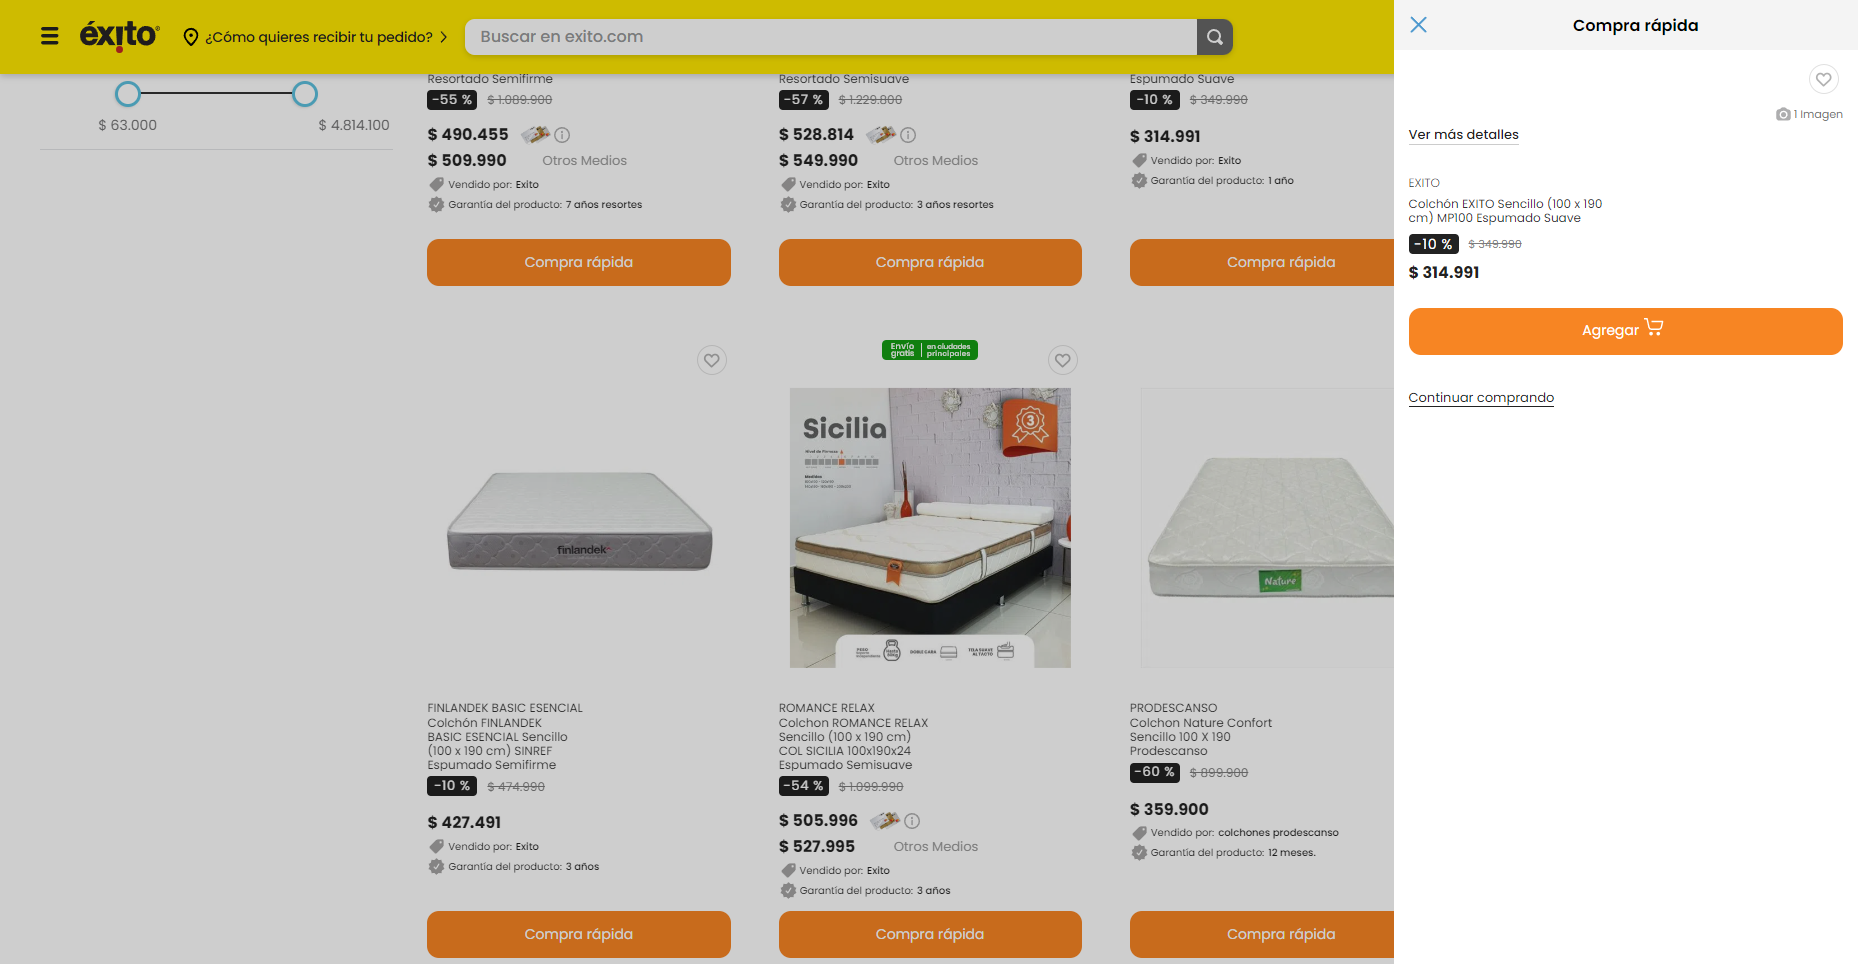 éxito
¿Cómo quieres recibir tu pedido?
Buscar en exito.com
$ 63.000
$ 4.814.100
Resortado Semifirme
-55 % $ 1.089.900
$ 490.455
$ 509.990 Otros Medios
Vendido por: Exito
Garantía del producto: 7 años resortes
Compra rápida
Resortado Semisuave
-57 % $ 1.229.800
$ 528.814
$ 549.990 Otros Medios
Vendido por: Exito
Garantía del producto: 3 años resortes
Compra rápida
Espumado Suave
-10 % $ 349.990
$ 314.991
Vendido por: Exito
Garantía del producto: 1 año
Compra rápida
finlandek
FINLANDEK BASIC ESENCIAL
Colchón FINLANDEK
BASIC ESENCIAL Sencillo
(100 x 190 cm) SINREF
Espumado Semifirme
-10 % $ 474.990
$ 427.491
Vendido por: Exito
Garantía del producto: 3 años
Compra rápida
Envío
gratis
en ciudades
principales
Sicilia
3
DOBLE CARA
TELA SUAVE
AL TACTO
ROMANCE RELAX
Colchon ROMANCE RELAX
Sencillo (100 x 190 cm)
COL SICILIA 100x190x24
Espumado Semisuave
-54 % $ 1.099.990
$ 505.996
$ 527.995 Otros Medios
Vendido por: Exito
Garantía del producto: 3 años
Compra rápida
Nature
PRODESCANSO
Colchon Nature Confort
Sencillo 100 X 190
Prodescanso
-60 % $ 899.900
$ 359.900
Vendido por: colchones prodescanso
Garantía del producto: 12 meses.
Compra rápida
Compra rápida
1 Imagen
Ver más detalles
EXITO
Colchón EXITO Sencillo (100 x 190
cm) MP100 Espumado Suave
-10 % $ 349.990
$ 314.991
Agregar
Continuar comprando